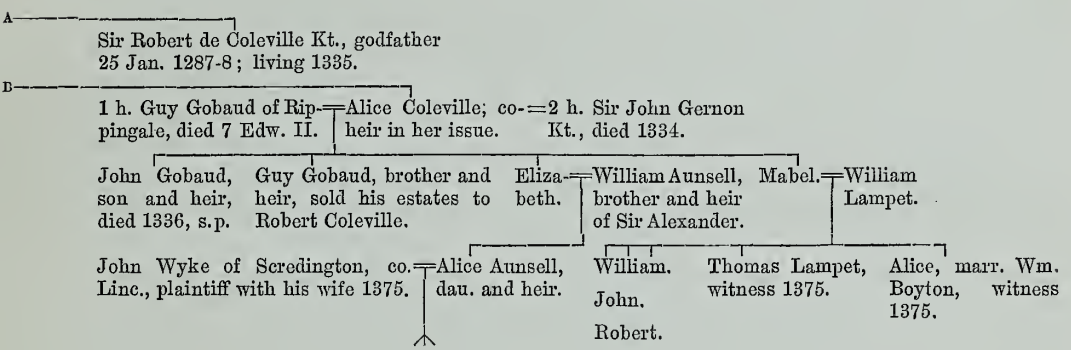 A
Sir Robert de Coleville Kt., godfather
25 Jan. 1287-8; living 1335.
B
1 h. Guy Gobaud of Rip-
pingale, died 7 Edw. II.
Alice Coleville; co-
heir in her issue.
2 h. Sir John Gernon
Kt., died 1334.
John Gobaud,
son and heir,
died 1336, s.p.
Guy Gobaud, brother and
heir, sold his estates to
Robert Coleville.
Eliza-
beth.
William Aunsell,
brother and heir
of Sir Alexander.
Mabel.
William
Lampet.
John Wyke of Scredington, co.
Linc., plaintiff with his wife 1375.
Alice Aunsell,
dau. and heir.
William.
John.
Robert.
Thomas Lampet,
witness 1375.
Alice, marr. Wm.
Boyton, witness
1375.